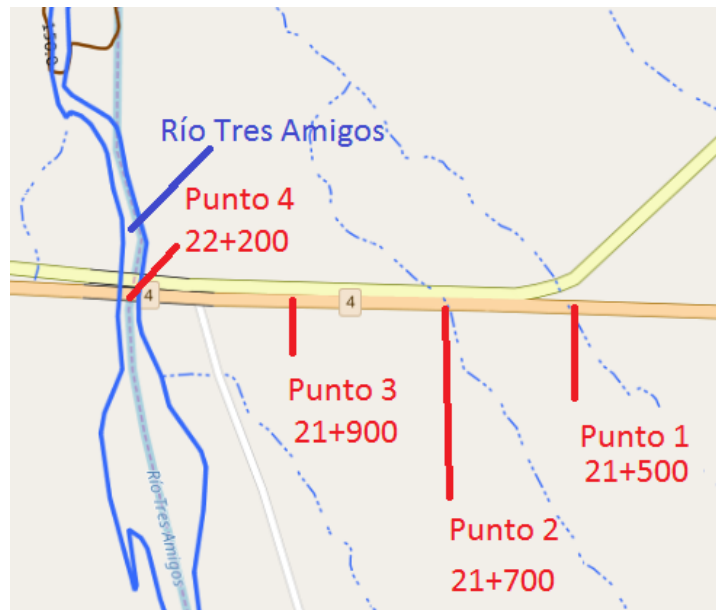 Río Tres Amigos
Punto 4
22+200
4
4
Punto 3
21+900
Punto 1
21+500
Punto 2
21+700
Río Tres Amigos